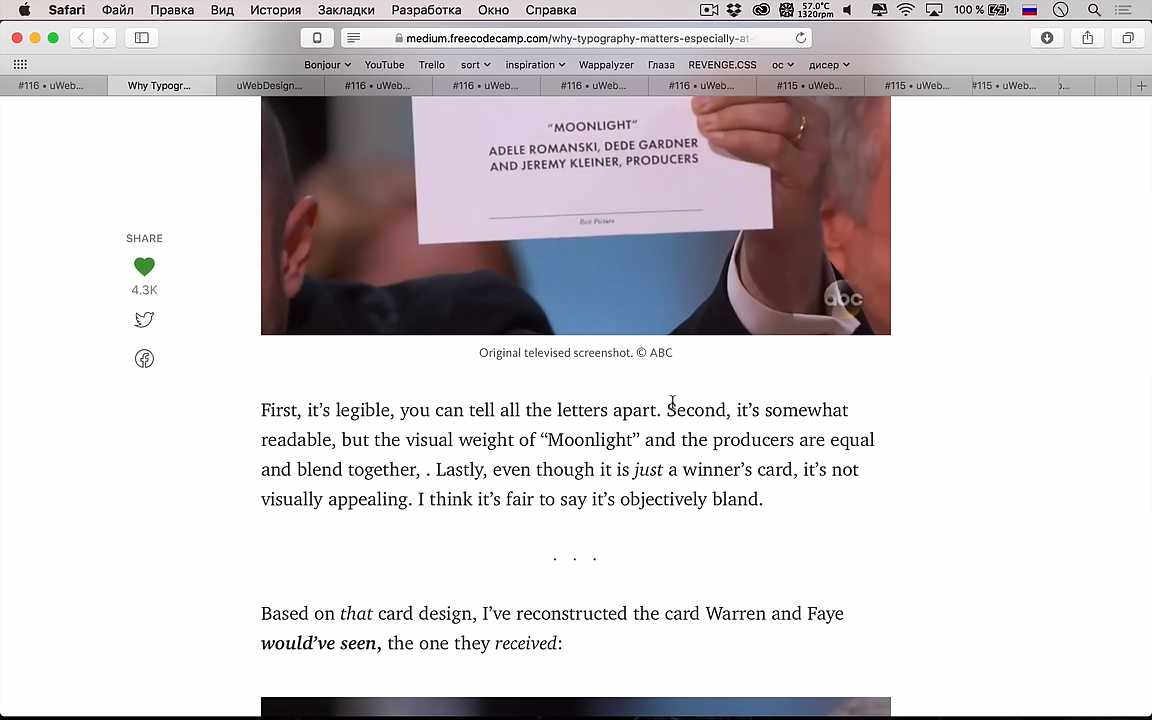 Safari Файл Правка Вид История Закладки Разработка Окно Справка 57.0°C 1320rpm 100 %
medium.freecodecamp.com/why-typography-matters-especially-at-
Bonjour YouTube Trello sort inspiration Wappalyzer Глаза REVENGE.CSS ос дисер
#116 • uWeb... Why Typogr... uWebDesign... #116 • uWeb... #116 • uWeb... #116 • uWeb... #116 • uWeb... #115 • uWeb... #115 • uWeb... #115 • uWeb...
“MOONLIGHT”
ADELE ROMANSKI, DEDE GARDNER
AND JEREMY KLEINER, PRODUCERS
Best Picture
abc
SHARE
4.3K
Original televised screenshot. © ABC
First, it’s legible, you can tell all the letters apart. Second, it’s somewhat
readable, but the visual weight of “Moonlight” and the producers are equal
and blend together, . Lastly, even though it is just a winner’s card, it’s not
visually appealing. I think it’s fair to say it’s objectively bland.
. . .
Based on that card design, I’ve reconstructed the card Warren and Faye
would’ve seen, the one they received: